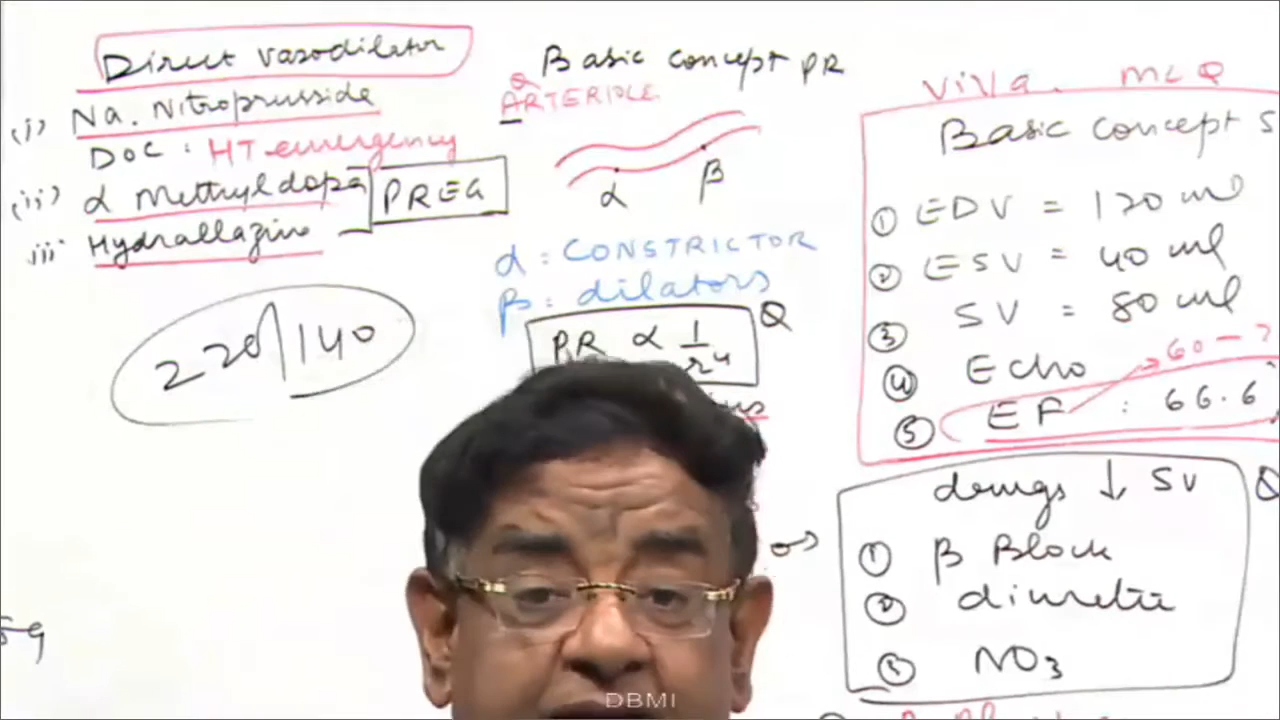 Direct vasodilator
(i) Na. Nitroprusside
DOC : HT emergency
(ii) α Methyldopa
iii Hydrallazine
PREG
220/140
Basic concept PR
ARTERIOLE
α β
α : CONSTRICTOR
β : dilators
PR ∝ 1/r⁴
Q
viva. MCQ
Basic concept S
① EDV = 120 ml
② ESV = 40 ml
③ SV = 80 ml
④ Echo
60 –
⑤ EF : 66.6
drugs ↓ SV
① β Block
② diuretic
③ NO3
DBMI